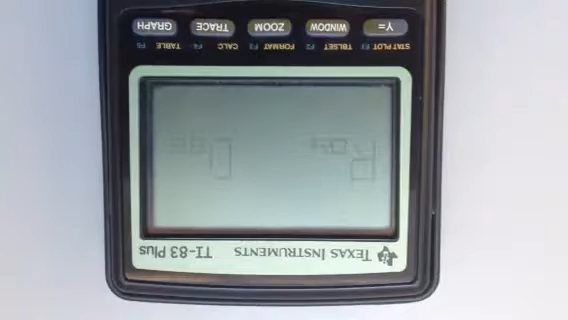 TEXAS INSTRUMENTS TI-83 Plus
STAT PLOT F1 TBLSET F2 FORMAT F3 CALC F4 TABLE F5
Y= WINDOW ZOOM TRACE GRAPH